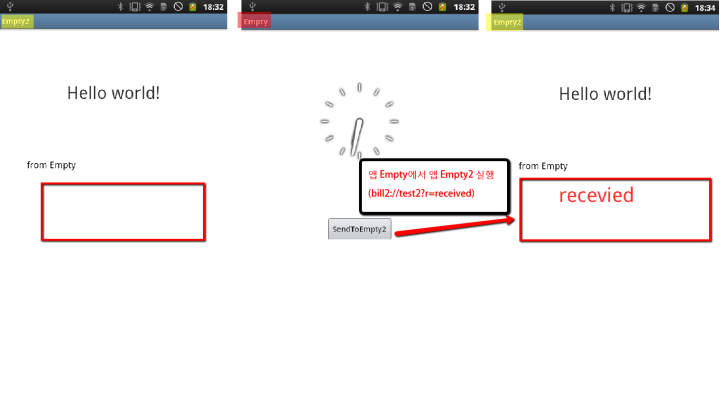 18:32
Empty2
Hello world!
from Empty
18:32
Empty
앱 Empty에서 앱 Empty2 실행
(bill2://test2?r=received)
SendToEmpty2
18:34
Empty2
Hello world!
from Empty
recevied